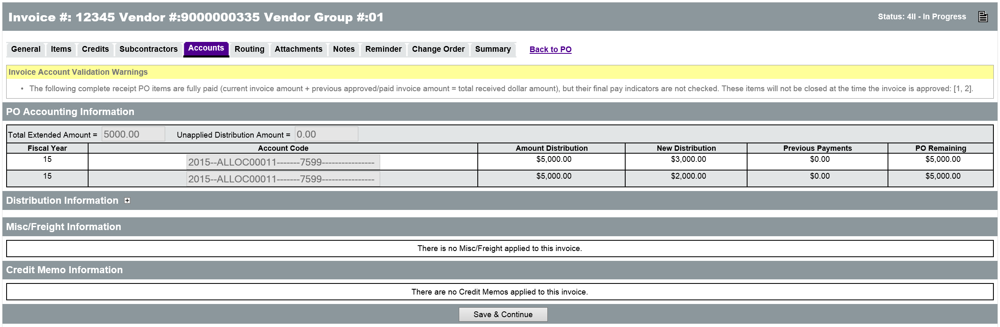 Invoice #: 12345 Vendor #:9000000335 Vendor Group #:01
Status: 4II - In Progress
General Items Credits Subcontractors Accounts Routing Attachments Notes Reminder Change Order Summary Back to PO
Invoice Account Validation Warnings
• The following complete receipt PO items are fully paid (current invoice amount + previous approved/paid invoice amount = total received dollar amount), but their final pay indicators are not checked. These items will not be closed at the time the invoice is approved: [1, 2].
PO Accounting Information
Total Extended Amount = 5000.00 Unapplied Distribution Amount = 0.00
Fiscal Year Account Code Amount Distribution New Distribution Previous Payments PO Remaining
15 2015--ALLOC00011-------7599---------------- $5,000.00 $3,000.00 $0.00 $5,000.00
15 2015--ALLOC00011-------7599---------------- $5,000.00 $2,000.00 $0.00 $5,000.00
Distribution Information
Misc/Freight Information
There is no Misc/Freight applied to this invoice.
Credit Memo Information
There are no Credit Memos applied to this invoice.
Save & Continue